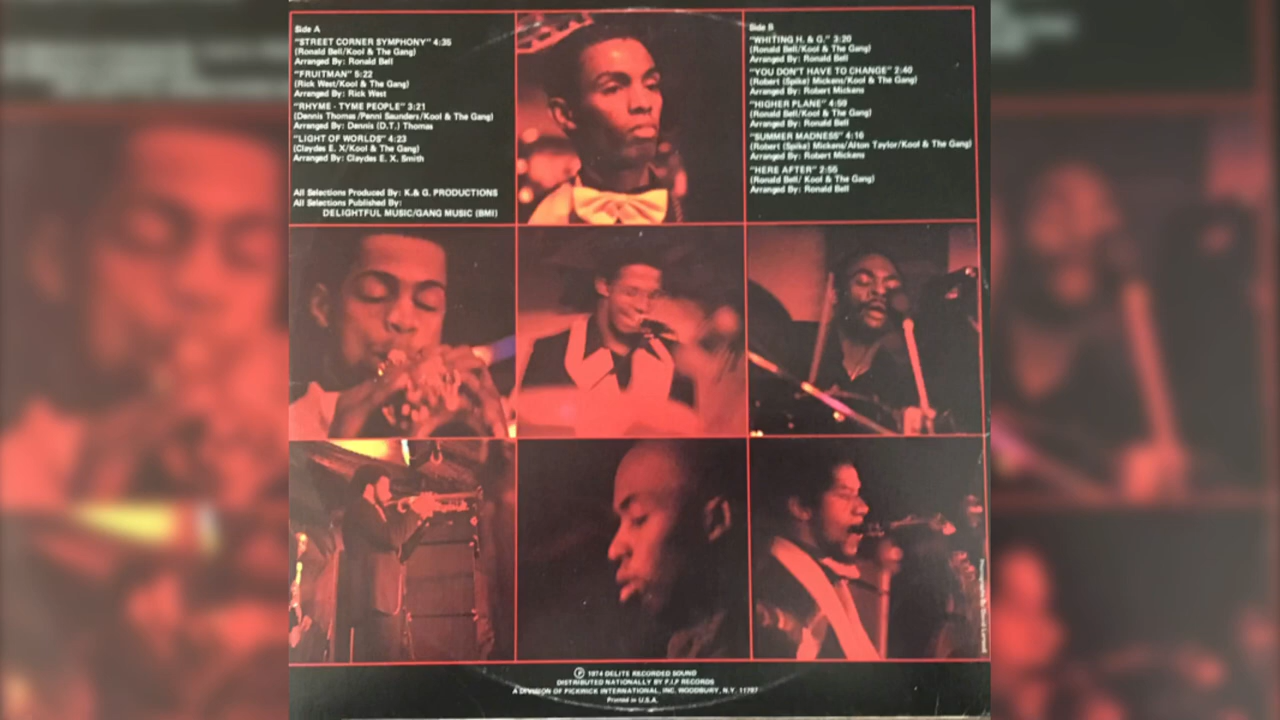 Side A
"STREET CORNER SYMPHONY" 4:35
(Ronald Bell/Kool & The Gang)
Arranged By: Ronald Bell
"FRUITMAN" 5:22
(Rick West/Kool & The Gang)
Arranged By: Rick West
"RHYME - TYME PEOPLE" 3:21
(Dennis Thomas/Penni Saunders/Kool & The Gang)
Arranged By: Dennis (D.T.) Thomas
"LIGHT OF WORLDS" 4:23
(Claydes E. X/Kool & The Gang)
Arranged By: Claydes E. X. Smith
All Selections Produced By: K.& G. PRODUCTIONS
All Selections Published By:
DELIGHTFUL MUSIC/GANG MUSIC (BMI)
Side B
"WHITING H. & G." 3:20
(Ronald Bell/Kool & The Gang)
Arranged By: Ronald Bell
"YOU DON'T HAVE TO CHANGE" 2:40
(Robert (Spike) Mickens/Kool & The Gang)
Arranged By: Robert Mickens
"HIGHER PLANE" 4:59
(Ronald Bell/Kool & The Gang)
Arranged By: Ronald Bell
"SUMMER MADNESS" 4:16
(Robert (Spike) Mickens/Alton Taylor/Kool & The Gang)
Arranged By: Robert Mickens
"HERE AFTER" 2:55
(Ronald Bell/ Kool & The Gang)
Arranged By: Ronald Bell
Ⓟ 1974 DELITE RECORDED SOUND
DISTRIBUTED NATIONALLY BY P.I.P RECORDS
A DIVISION OF PICKWICK INTERNATIONAL, INC. WOODBURY, N.Y. 11797
Printed in U.S.A.